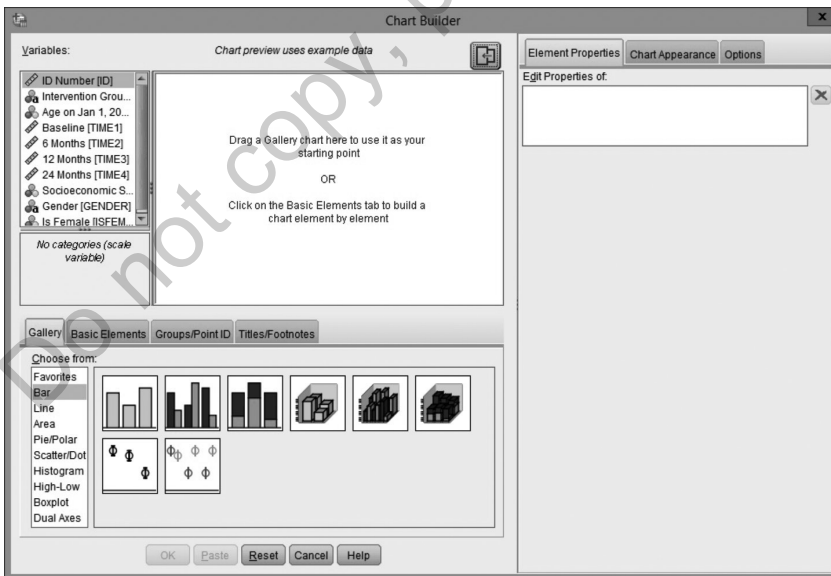 Chart Builder
x
Variables:
Chart preview uses example data
ID Number [ID]
Intervention Grou...
Age on Jan 1, 20...
Baseline [TIME1]
6 Months [TIME2]
12 Months [TIME3]
24 Months [TIME4]
Socioeconomic S...
Gender [GENDER]
Is Female [ISFEM...
No categories (scale
variable)
Drag a Gallery chart here to use it as your
starting point
OR
Click on the Basic Elements tab to build a
chart element by element
Element Properties Chart Appearance Options
Edit Properties of:
Gallery Basic Elements Groups/Point ID Titles/Footnotes
Choose from:
Favorites
Bar
Line
Area
Pie/Polar
Scatter/Dot
Histogram
High-Low
Boxplot
Dual Axes
OK Paste Reset Cancel Help
Do not copy,